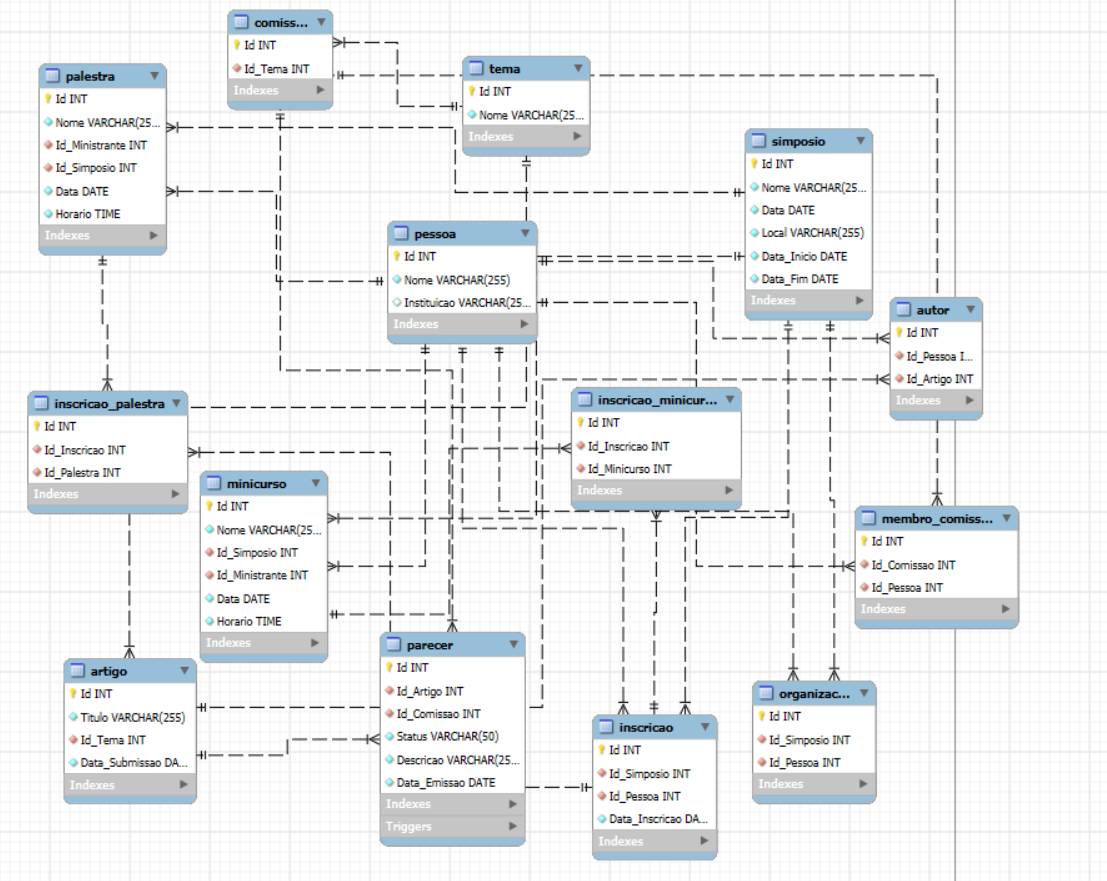 comiss...
Id INT
Id_Tema INT
Indexes
palestra
Id INT
Nome VARCHAR(25...
Id_Ministrante INT
Id_Simposio INT
Data DATE
Horario TIME
Indexes
tema
Id INT
Nome VARCHAR(25...
Indexes
simposio
Id INT
Nome VARCHAR(25...
Data DATE
Local VARCHAR(255)
Data_Inicio DATE
Data_Fim DATE
Indexes
pessoa
Id INT
Nome VARCHAR(255)
Instituicao VARCHAR(25...
Indexes
autor
Id INT
Id_Pessoa I...
Id_Artigo INT
Indexes
inscricao_palestra
Id INT
Id_Inscricao INT
Id_Palestra INT
Indexes
inscricao_minicur...
Id INT
Id_Inscricao INT
Id_Minicurso INT
Indexes
minicurso
Id INT
Nome VARCHAR(25...
Id_Simposio INT
Id_Ministrante INT
Data DATE
Horario TIME
Indexes
membro_comiss...
Id INT
Id_Comissao INT
Id_Pessoa INT
Indexes
artigo
Id INT
Titulo VARCHAR(255)
Id_Tema INT
Data_Submissao DA...
Indexes
parecer
Id INT
Id_Artigo INT
Id_Comissao INT
Status VARCHAR(50)
Descricao VARCHAR(25...
Data_Emissao DATE
Indexes
Triggers
inscricao
Id INT
Id_Simposio INT
Id_Pessoa INT
Data_Inscricao DA...
Indexes
organizac...
Id INT
Id_Simposio INT
Id_Pessoa INT
Indexes